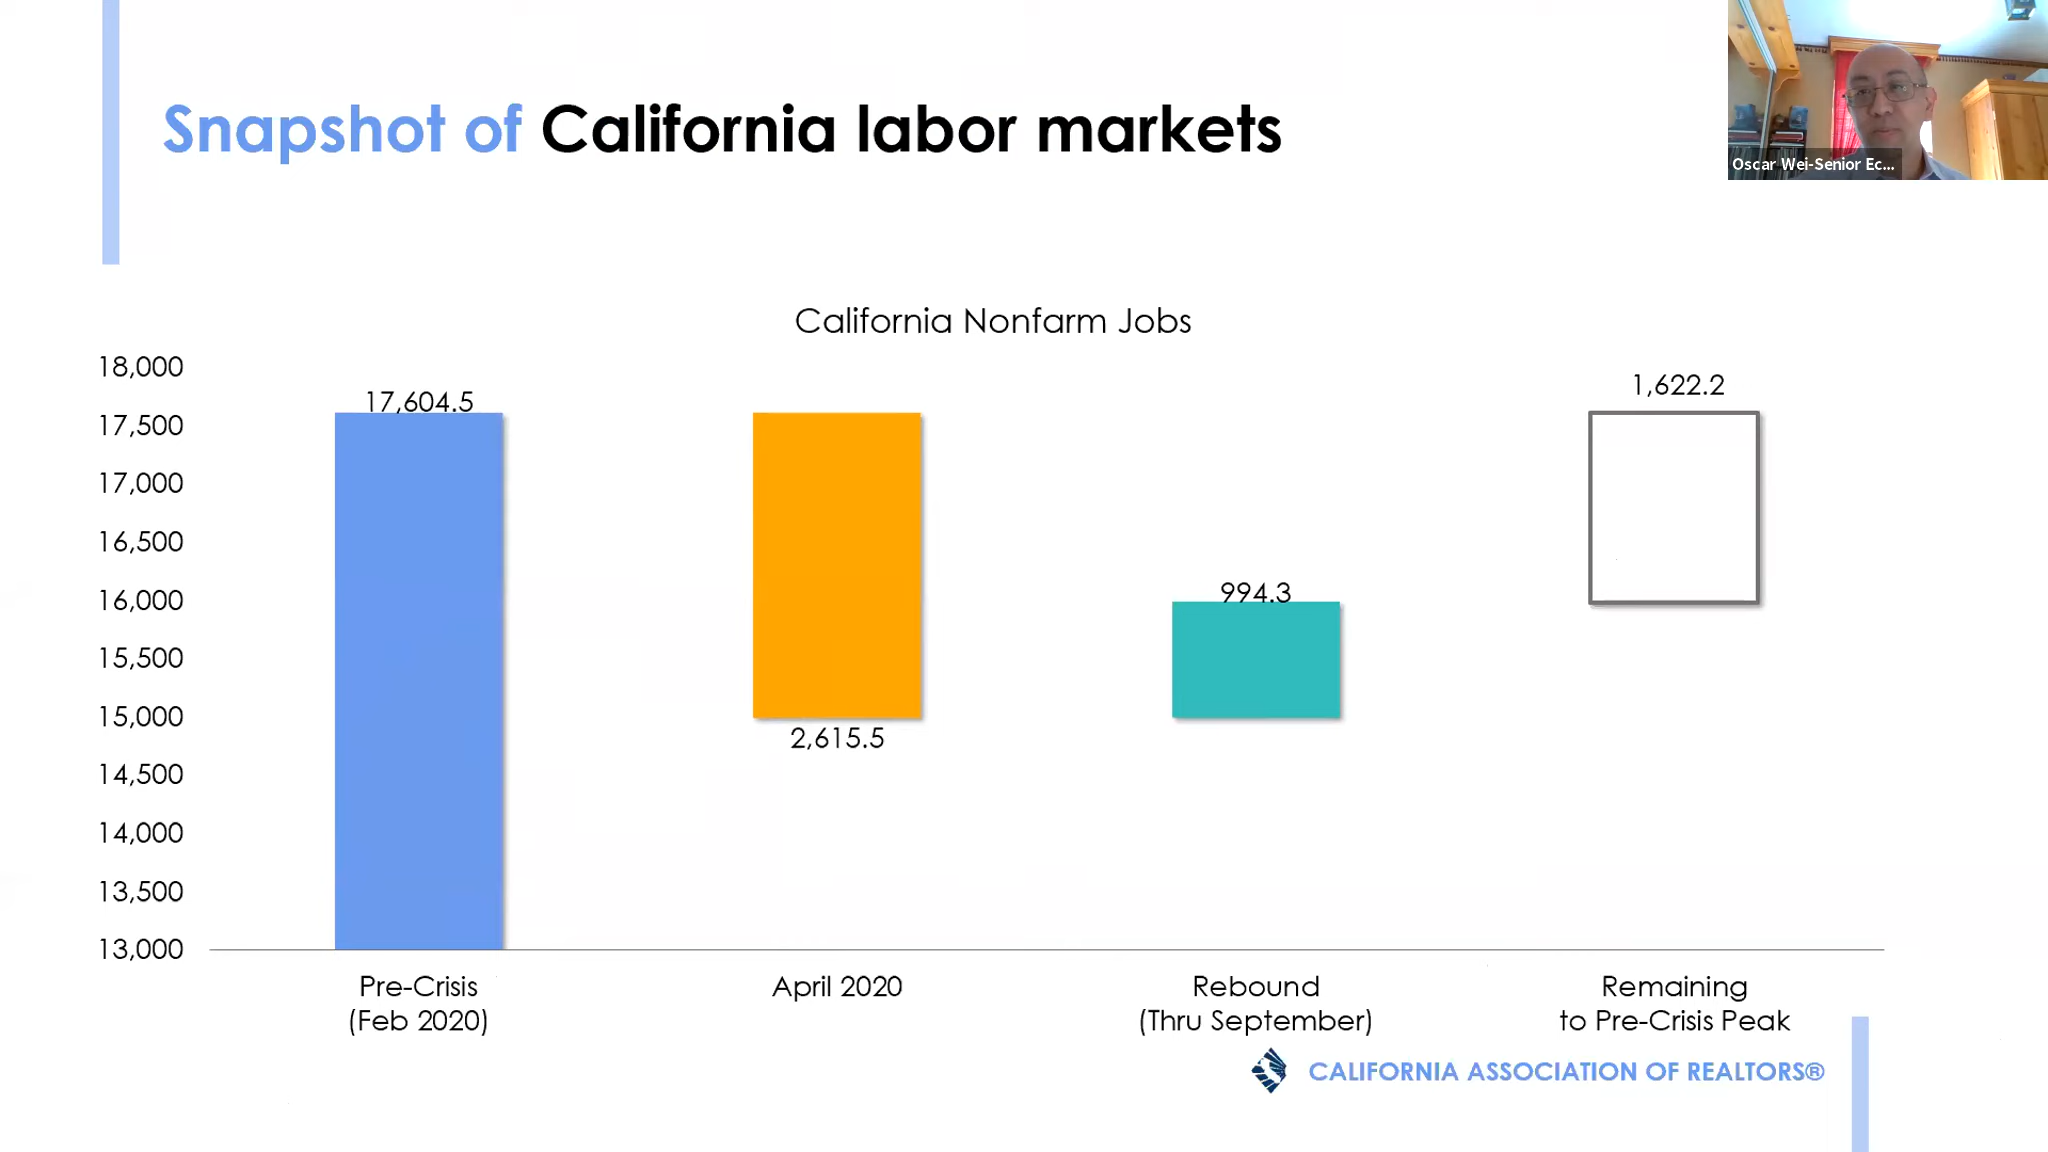 Snapshot of California labor markets
Oscar Wei-Senior Ec...
California Nonfarm Jobs
18,000
17,500
17,000
16,500
16,000
15,500
15,000
14,500
14,000
13,500
13,000
17,604.5
2,615.5
994.3
1,622.2
Pre-Crisis
(Feb 2020)
April 2020
Rebound
(Thru September)
Remaining
to Pre-Crisis Peak
CALIFORNIA ASSOCIATION OF REALTORS®